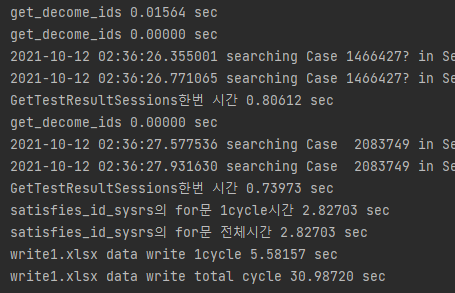 get_decome_ids 0.01564 sec
get_decome_ids 0.00000 sec
2021-10-12 02:36:26.355001 searching Case 1466427? in Se
2021-10-12 02:36:26.771065 searching Case 1466427? in Se
GetTestResultSessions한번 시간 0.80612 sec
get_decome_ids 0.00000 sec
2021-10-12 02:36:27.577536 searching Case  2083749 in Se
2021-10-12 02:36:27.931630 searching Case  2083749 in Se
GetTestResultSessions한번 시간 0.73973 sec
satisfies_id_sysrs의 for문 1cycle시간 2.82703 sec
satisfies_id_sysrs의 for문 전체시간 2.82703 sec
write1.xlsx data write 1cycle 5.58157 sec
write1.xlsx data write total cycle 30.98720 sec